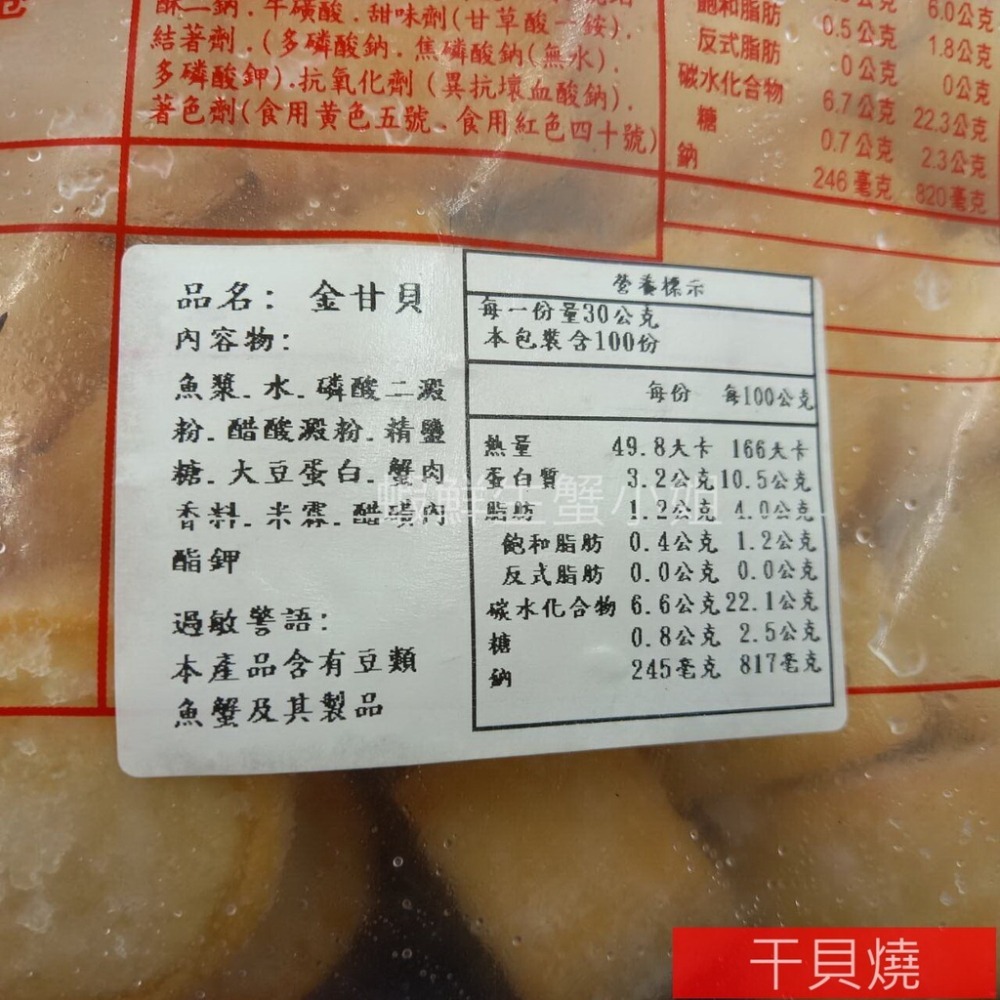 酥二鈉．牛磺酸．甜味劑(甘草酸一銨)．
結著劑．(多磷酸鈉．焦磷酸鈉(無水)．
多磷酸鉀)．抗氧化劑（異抗壞血酸鈉)．
著色劑(食用黃色五號、食用紅色四十號)
飽和脂肪 6.0公克
反式脂肪 0.5公克 1.8公克
碳水化合物 0公克 0公克
糖 6.7公克 22.3公克
鈉 0.7公克 2.3公克
246毫克 820毫克
品名: 金甘貝
內容物:
魚漿．水．磷酸二澱
粉．醋酸澱粉．精鹽
糖．大豆蛋白．蟹肉
香料．米霖．醋磺內
酯鉀
過敏警語:
本產品含有豆類
魚蟹及其製品
營養標示
每一份量30公克
本包裝含100份
每份 每100公克
熱量 49.8大卡 166大卡
蛋白質 3.2公克 10.5公克
脂肪 1.2公克 4.0公克
飽和脂肪 0.4公克 1.2公克
反式脂肪 0.0公克 0.0公克
碳水化合物 6.6公克 22.1公克
糖 0.8公克 2.5公克
鈉 245毫克 817毫克
蝦鮮生蟹小姐
干貝燒